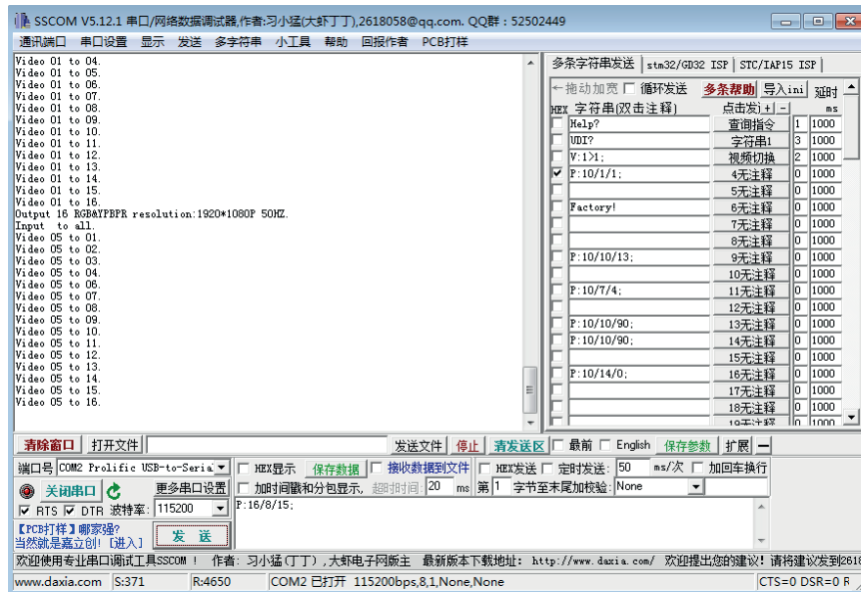 SSCOM V5.12.1 串口/网络数据调试器,作者:习小猛(大虾丁丁),2618058@qq.com. QQ群：52502449
通讯端口 串口设置 显示 发送 多字符串 小工具 帮助 回报作者 PCB打样
Video 01 to 04.
Video 01 to 05.
Video 01 to 06.
Video 01 to 07.
Video 01 to 08.
Video 01 to 09.
Video 01 to 10.
Video 01 to 11.
Video 01 to 12.
Video 01 to 13.
Video 01 to 14.
Video 01 to 15.
Video 01 to 16.
Output 16 RGB&YPBPR resolution:1920*1080P 50HZ.
Input  to all.
Video 05 to 01.
Video 05 to 02.
Video 05 to 03.
Video 05 to 04.
Video 05 to 06.
Video 05 to 07.
Video 05 to 08.
Video 05 to 09.
Video 05 to 10.
Video 05 to 11.
Video 05 to 12.
Video 05 to 13.
Video 05 to 14.
Video 05 to 15.
Video 05 to 16.
多条字符串发送 stm32/GD32 ISP STC/IAP15 ISP
←拖动加宽 循环发送 多条帮助 导入ini 延时
HEX 字符串(双击注释) 点击发 + - ms
Help? 查询指令 1 1000
UDI? 字符串1 3 1000
V:1>1; 视频切换 2 1000
P:10/1/1; 4无注释 0 1000
5无注释 0 1000
Factory! 6无注释 0 1000
7无注释 0 1000
8无注释 0 1000
P:10/10/13; 9无注释 0 1000
10无注释 0 1000
P:10/7/4; 11无注释 0 1000
12无注释 0 1000
P:10/10/90; 13无注释 0 1000
P:10/10/90; 14无注释 0 1000
15无注释 0 1000
P:10/14/0; 16无注释 0 1000
17无注释 0 1000
18无注释 0 1000
19无注释 0 1000
清除窗口 打开文件 发送文件 停止 清发送区 最前 English 保存参数 扩展 —
端口号 COM2 Prolific USB-to-Seria HEX显示 保存数据 接收数据到文件 HEX发送 定时发送: 50 ms/次 加回车换行
关闭串口 更多串口设置 加时间戳和分包显示, 超时时间: 20 ms 第 1 字节至末尾加校验: None
RTS DTR 波特率: 115200 P:16/8/15;
【PCB打样】哪家强?
当然就是嘉立创! [进入] 发 送
欢迎使用专业串口调试工具SSCOM ! 作者: 习小猛(丁丁),大虾电子网版主 最新版本下载地址: http://www.daxia.com/ 欢迎提出您的建议! 请将建议发到2618
www.daxia.com S:371 R:4650 COM2 已打开 115200bps,8,1,None,None CTS=0 DSR=0 R